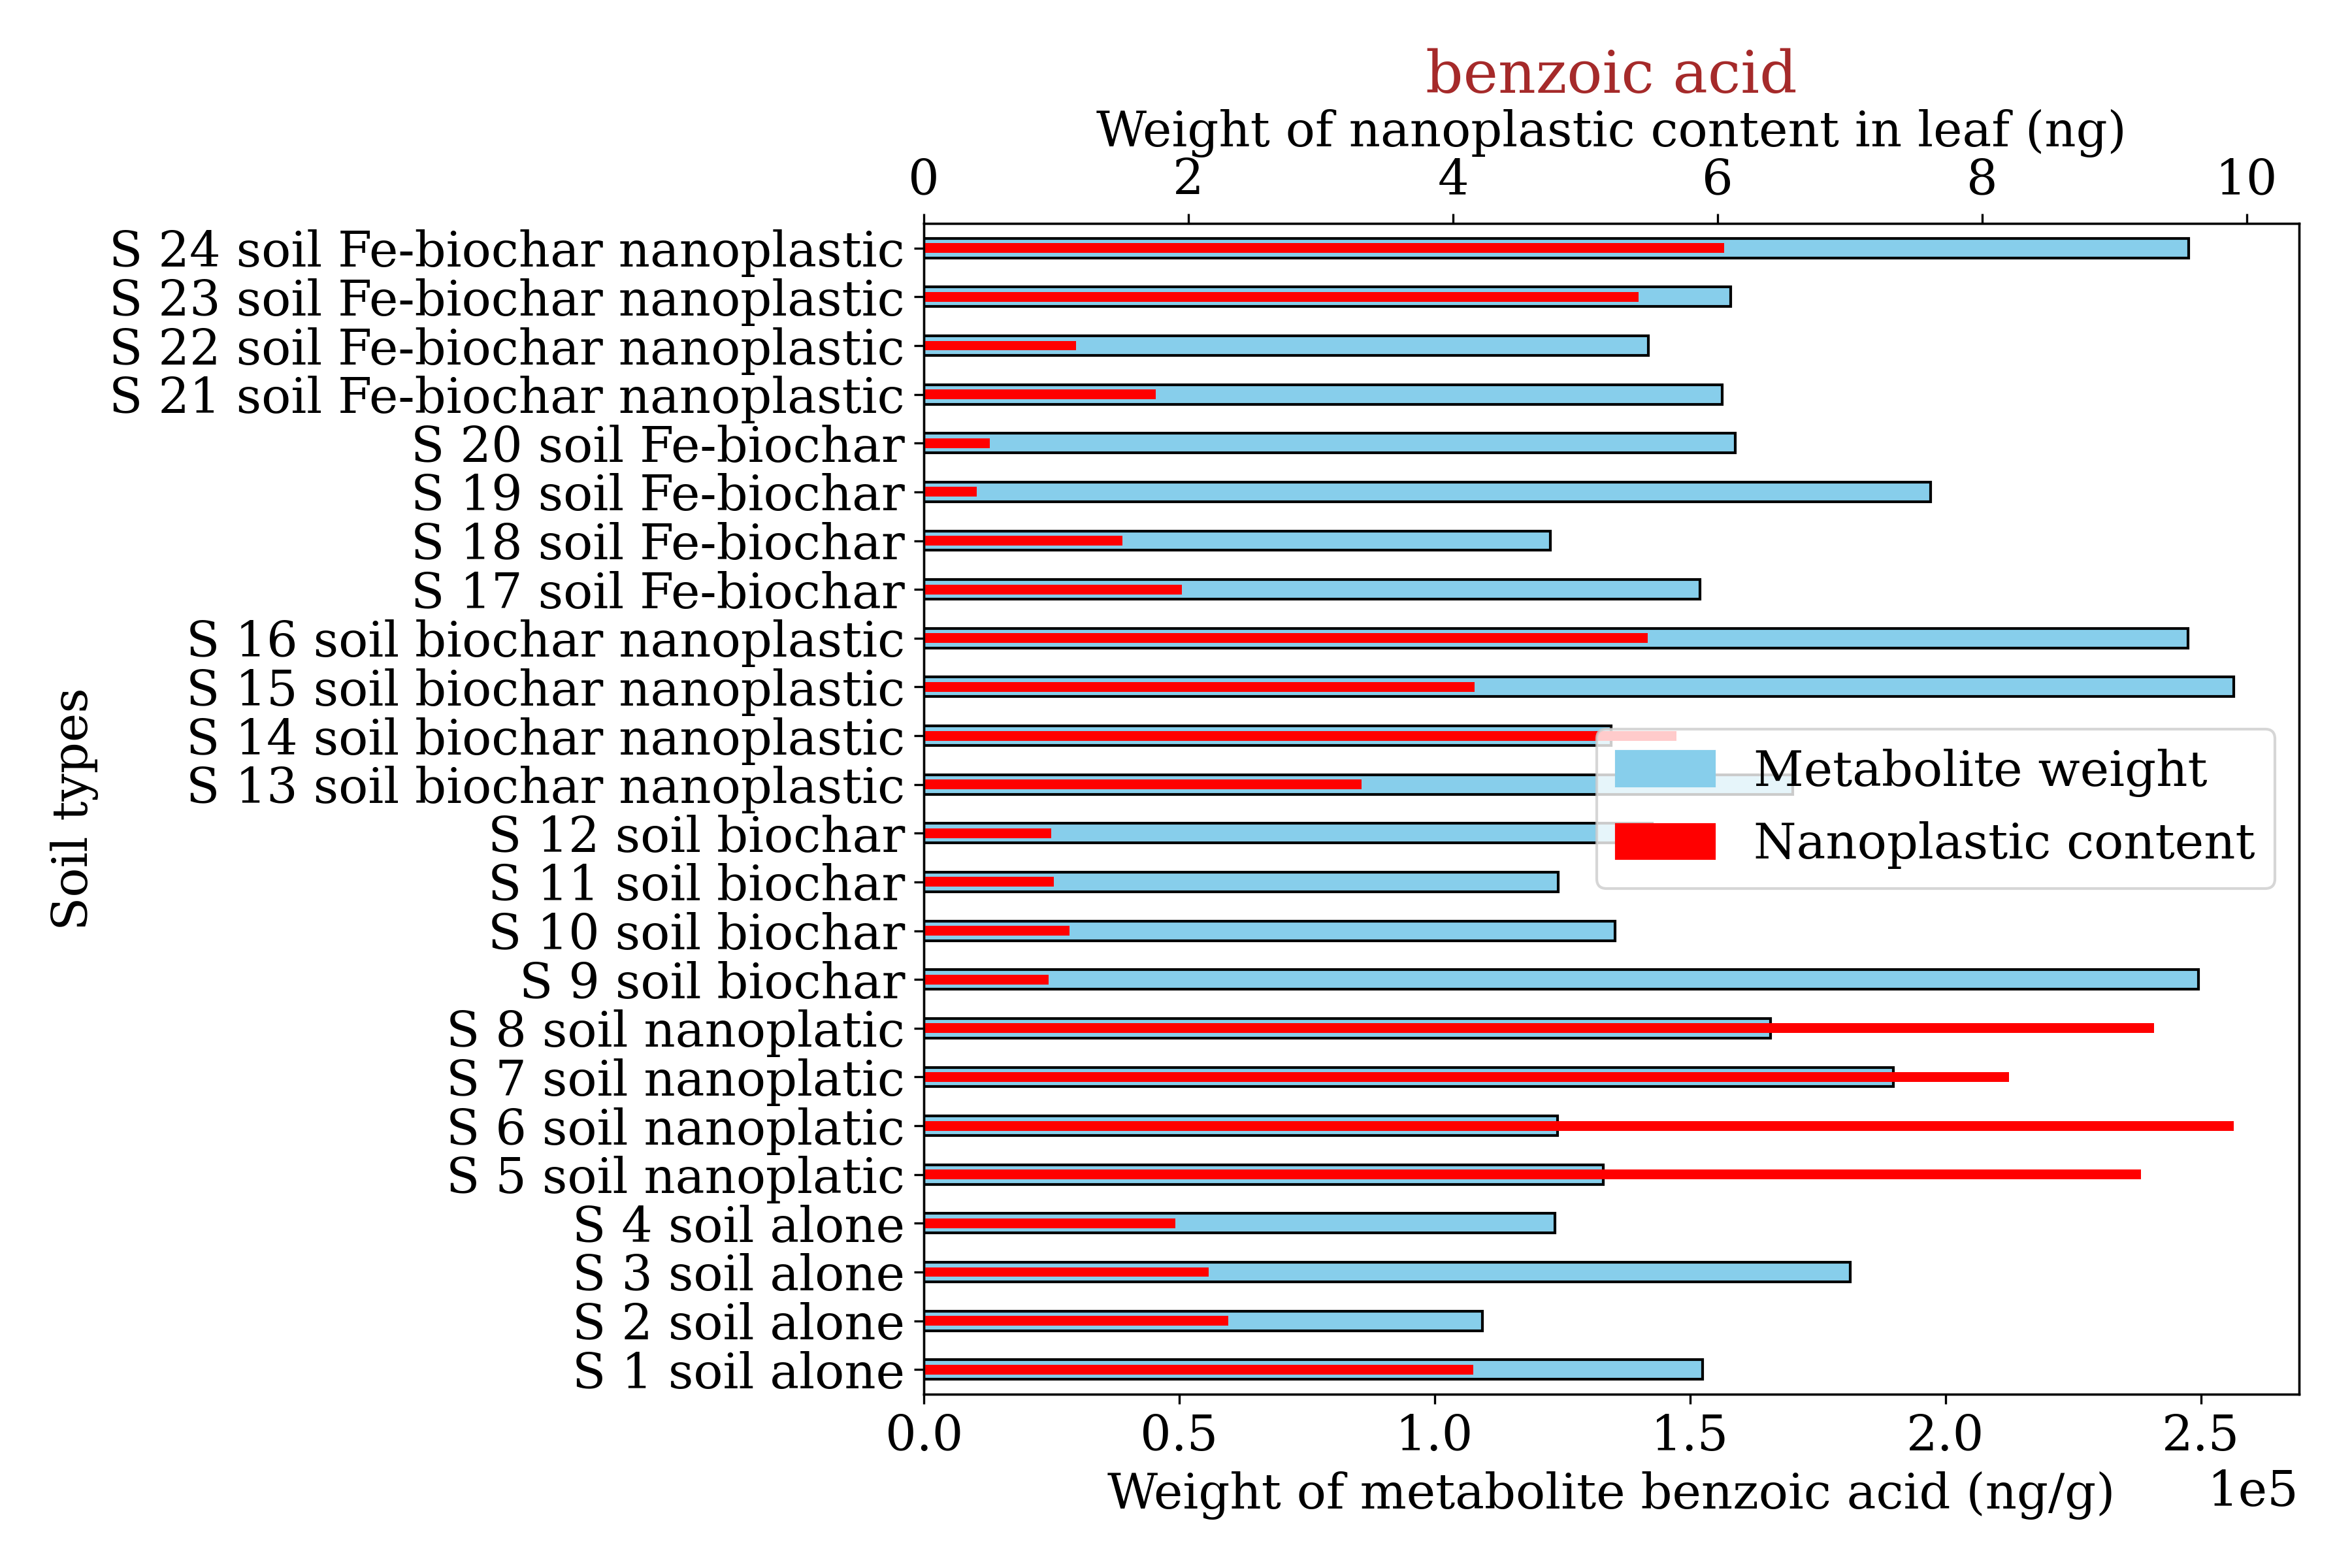 benzoic acid
Weight of nanoplastic content in leaf (ng)
0 2 4 6 8 10
S 24 soil Fe-biochar nanoplastic
S 23 soil Fe-biochar nanoplastic
S 22 soil Fe-biochar nanoplastic
S 21 soil Fe-biochar nanoplastic
S 20 soil Fe-biochar
S 19 soil Fe-biochar
S 18 soil Fe-biochar
S 17 soil Fe-biochar
S 16 soil biochar nanoplastic
S 15 soil biochar nanoplastic
S 14 soil biochar nanoplastic
S 13 soil biochar nanoplastic
S 12 soil biochar
S 11 soil biochar
S 10 soil biochar
S 9 soil biochar
S 8 soil nanoplatic
S 7 soil nanoplatic
S 6 soil nanoplatic
S 5 soil nanoplatic
S 4 soil alone
S 3 soil alone
S 2 soil alone
S 1 soil alone
Soil types
Metabolite weight
Nanoplastic content
0.0 0.5 1.0 1.5 2.0 2.5
Weight of metabolite benzoic acid (ng/g)
1e5